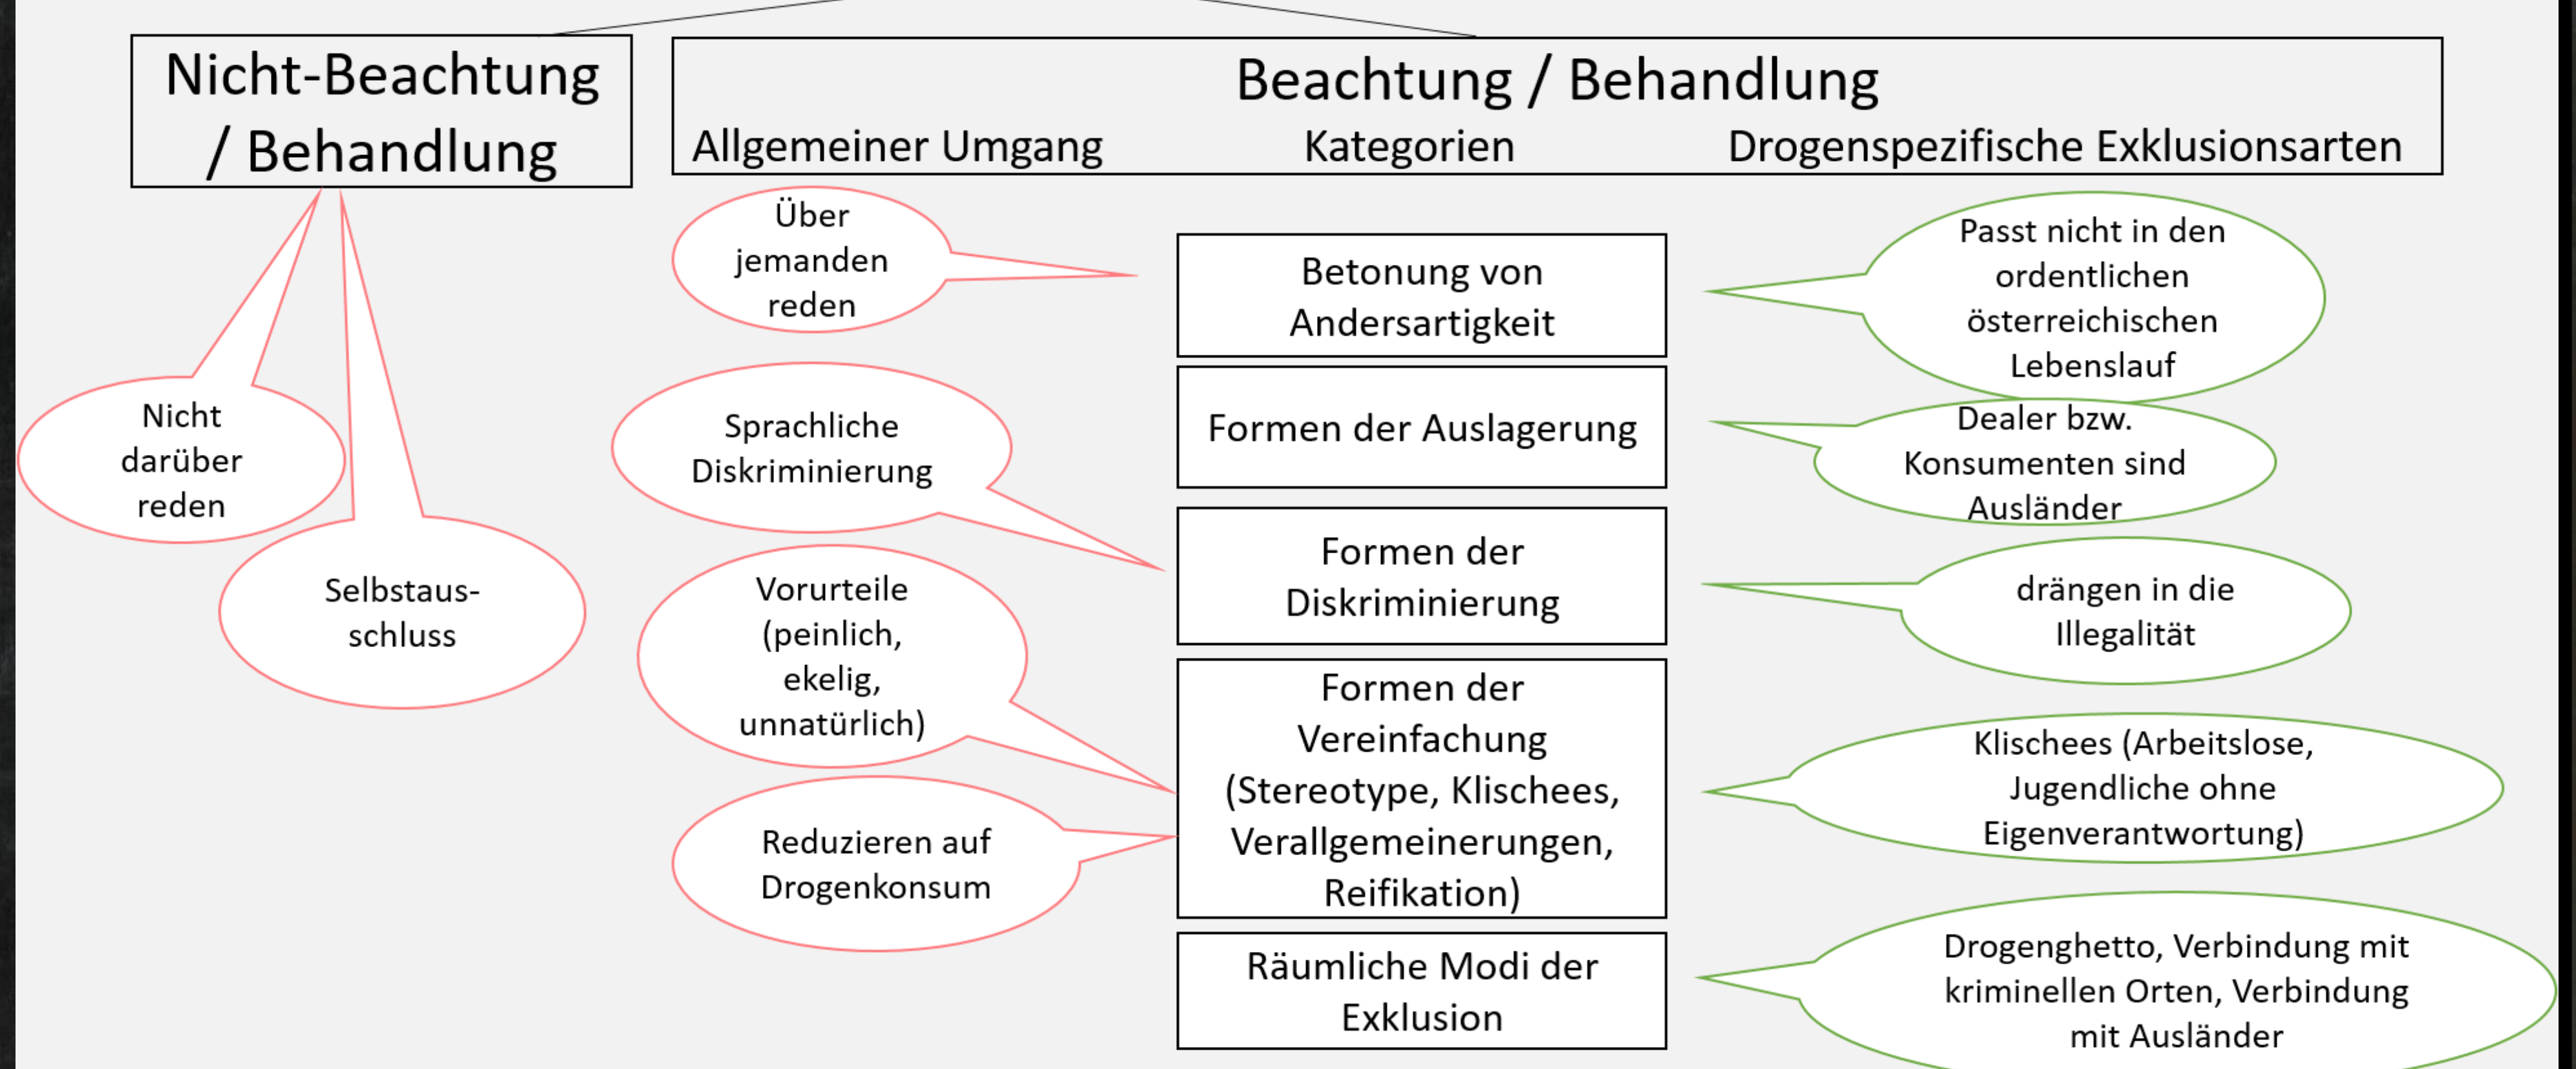 Nicht-Beachtung
/ Behandlung
Beachtung / Behandlung
Allgemeiner Umgang
Kategorien
Drogenspezifische Exklusionsarten
Nicht
darüber
reden
Selbstaus-
schluss
Über
jemanden
reden
Sprachliche
Diskriminierung
Vorurteile
(peinlich,
ekelig,
unnatürlich)
Reduzieren auf
Drogenkonsum
Betonung von
Andersartigkeit
Formen der Auslagerung
Formen der
Diskriminierung
Formen der
Vereinfachung
(Stereotype, Klischees,
Verallgemeinerungen,
Reifikation)
Räumliche Modi der
Exklusion
Passt nicht in den
ordentlichen
österreichischen
Lebenslauf
Dealer bzw.
Konsumenten sind
Ausländer
drängen in die
Illegalität
Klischees (Arbeitslose,
Jugendliche ohne
Eigenverantwortung)
Drogenghetto, Verbindung mit
kriminellen Orten, Verbindung
mit Ausländer